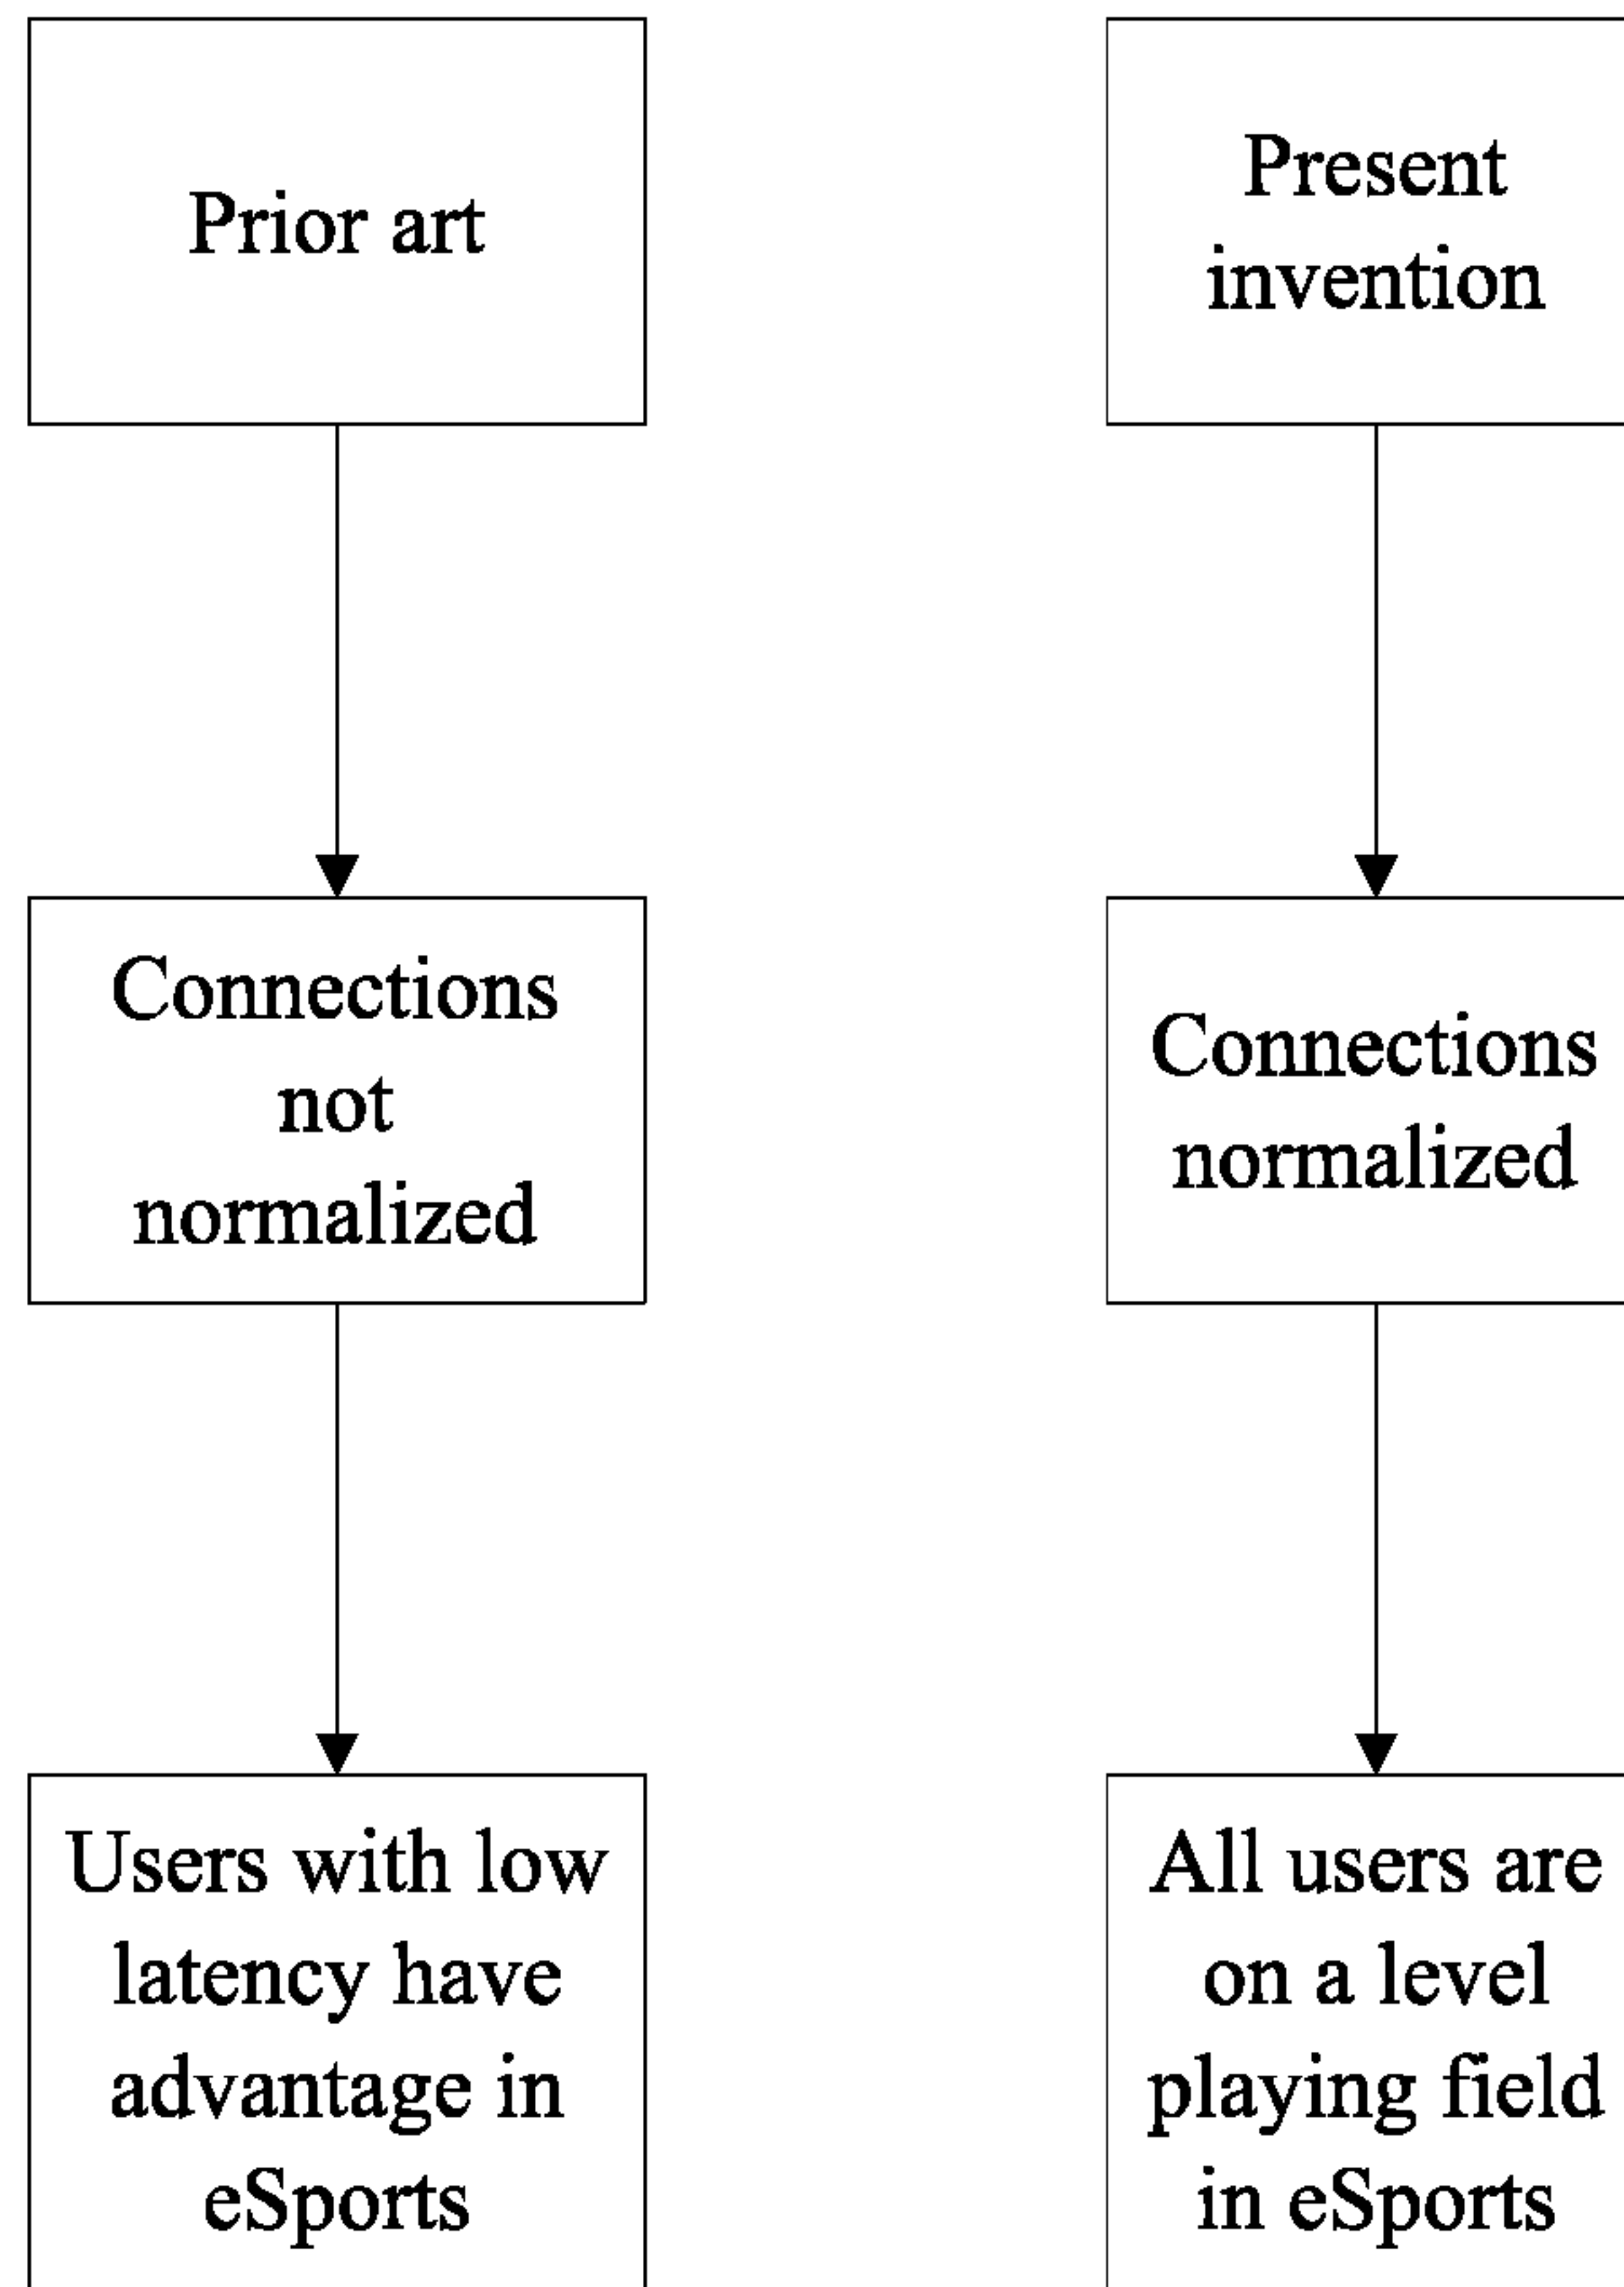 Prior art
Connections
not
normalized
Users with low
latency have
advantage in
eSports
Present
invention
Connections
normalized
All users are
on a level
playing field
in eSports